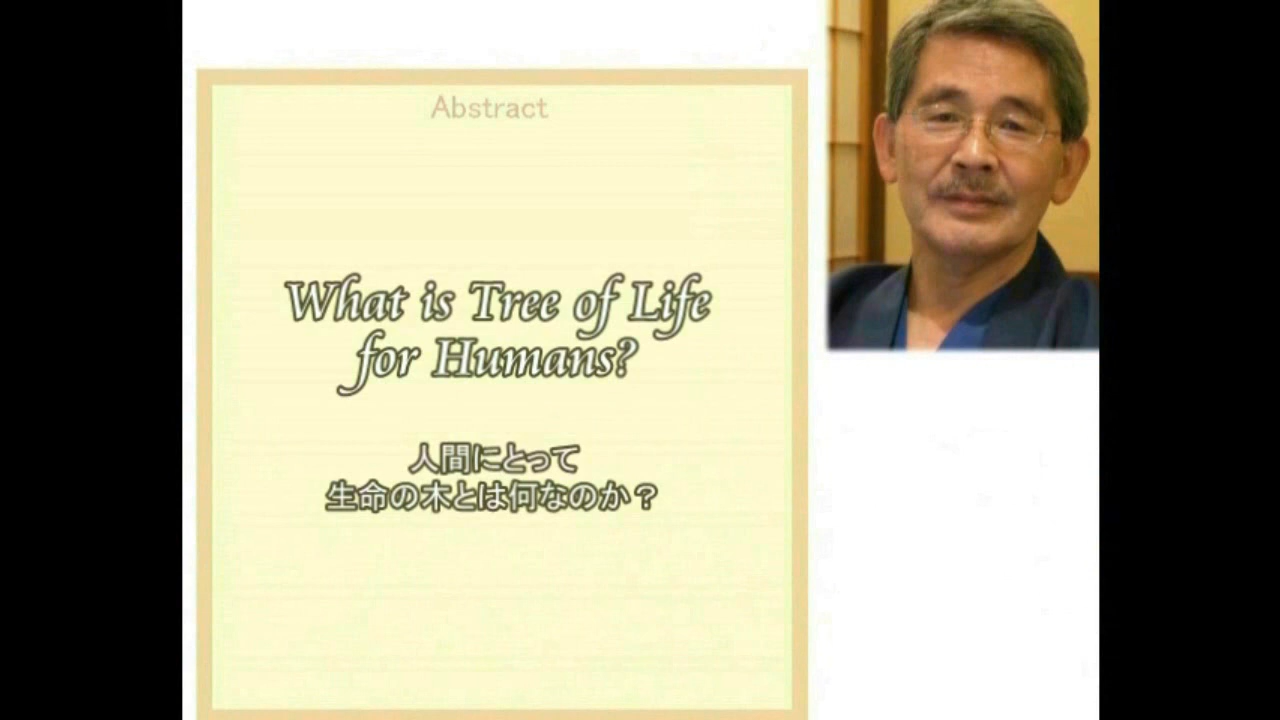 Abstract
What is Tree of Life
for Humans?
人間にとって
生命の木とは何なのか？